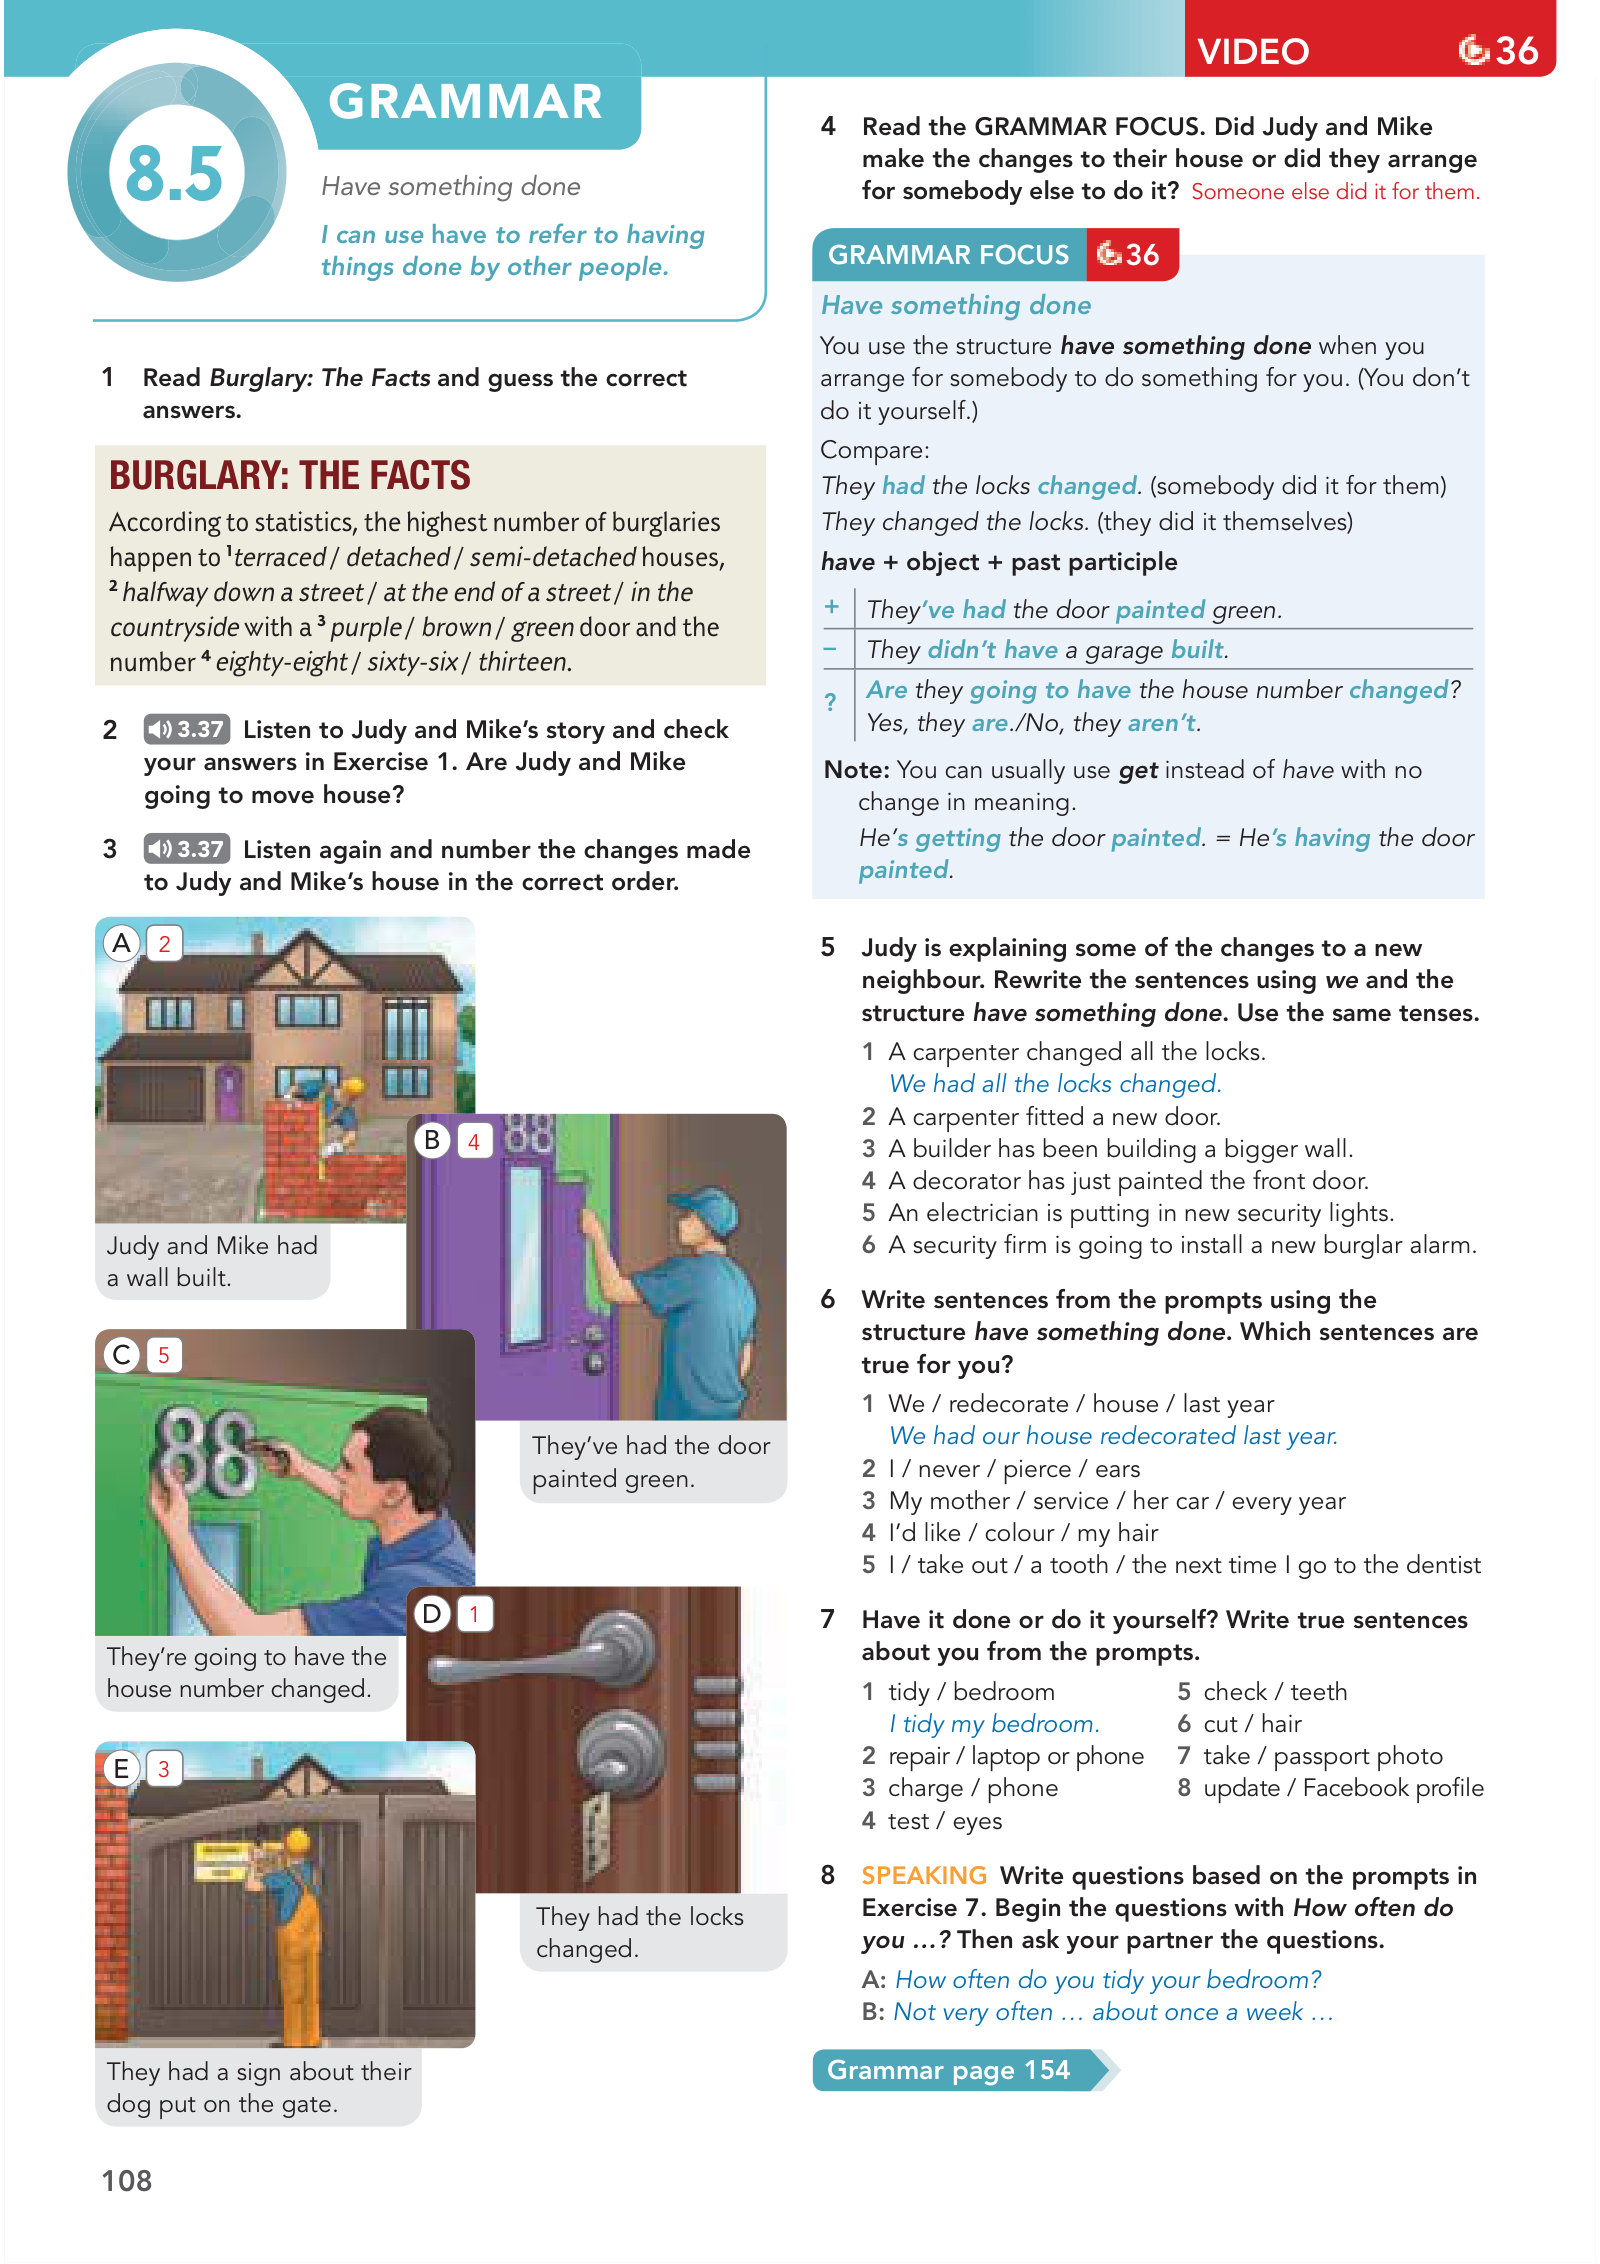 VIDEO 36
GRAMMAR
8.5
Have something done
I can use have to refer to having
things done by other people.
1 Read Burglary: The Facts and guess the correct
answers.
BURGLARY: THE FACTS
According to statistics, the highest number of burglaries
happen to 1 terraced / detached / semi-detached houses,
2 halfway down a street / at the end of a street / in the
countryside with a 3 purple / brown / green door and the
number 4 eighty-eight / sixty-six / thirteen.
2 3.37 Listen to Judy and Mike's story and check
your answers in Exercise 1. Are Judy and Mike
going to move house?
3 3.37 Listen again and number the changes made
to Judy and Mike's house in the correct order.
A 2
Judy and Mike had
a wall built.
B 4
88
They've had the door
painted green.
C 5
88
They're going to have the
house number changed.
D 1
They had the locks
changed.
E 3
They had a sign about their
dog put on the gate.
108
4 Read the GRAMMAR FOCUS. Did Judy and Mike
make the changes to their house or did they arrange
for somebody else to do it? Someone else did it for them.
GRAMMAR FOCUS 36
Have something done
You use the structure have something done when you
arrange for somebody to do something for you. (You don't
do it yourself.)
Compare:
They had the locks changed. (somebody did it for them)
They changed the locks. (they did it themselves)
have + object + past participle
+ They've had the door painted green.
– They didn't have a garage built.
? Are they going to have the house number changed?
Yes, they are./No, they aren't.
Note: You can usually use get instead of have with no
change in meaning.
He's getting the door painted. = He's having the door
painted.
5 Judy is explaining some of the changes to a new
neighbour. Rewrite the sentences using we and the
structure have something done. Use the same tenses.
1 A carpenter changed all the locks.
We had all the locks changed.
2 A carpenter fitted a new door.
3 A builder has been building a bigger wall.
4 A decorator has just painted the front door.
5 An electrician is putting in new security lights.
6 A security firm is going to install a new burglar alarm.
6 Write sentences from the prompts using the
structure have something done. Which sentences are
true for you?
1 We / redecorate / house / last year
We had our house redecorated last year.
2 I / never / pierce / ears
3 My mother / service / her car / every year
4 I'd like / colour / my hair
5 I / take out / a tooth / the next time I go to the dentist
7 Have it done or do it yourself? Write true sentences
about you from the prompts.
1 tidy / bedroom
I tidy my bedroom.
2 repair / laptop or phone
3 charge / phone
4 test / eyes
5 check / teeth
6 cut / hair
7 take / passport photo
8 update / Facebook profile
8 SPEAKING Write questions based on the prompts in
Exercise 7. Begin the questions with How often do
you …? Then ask your partner the questions.
A: How often do you tidy your bedroom?
B: Not very often … about once a week …
Grammar page 154